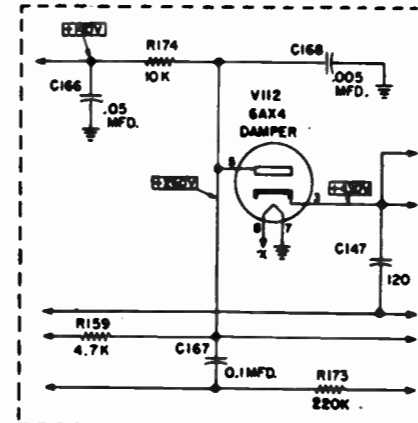 R174
10 K
C166
.05
MFD.
C168
.005
MFD.
V112
6AX4
DAMPER
5
3
8
7
C147
120
R159
4.7K
C167
0.1MFD.
R173
220K